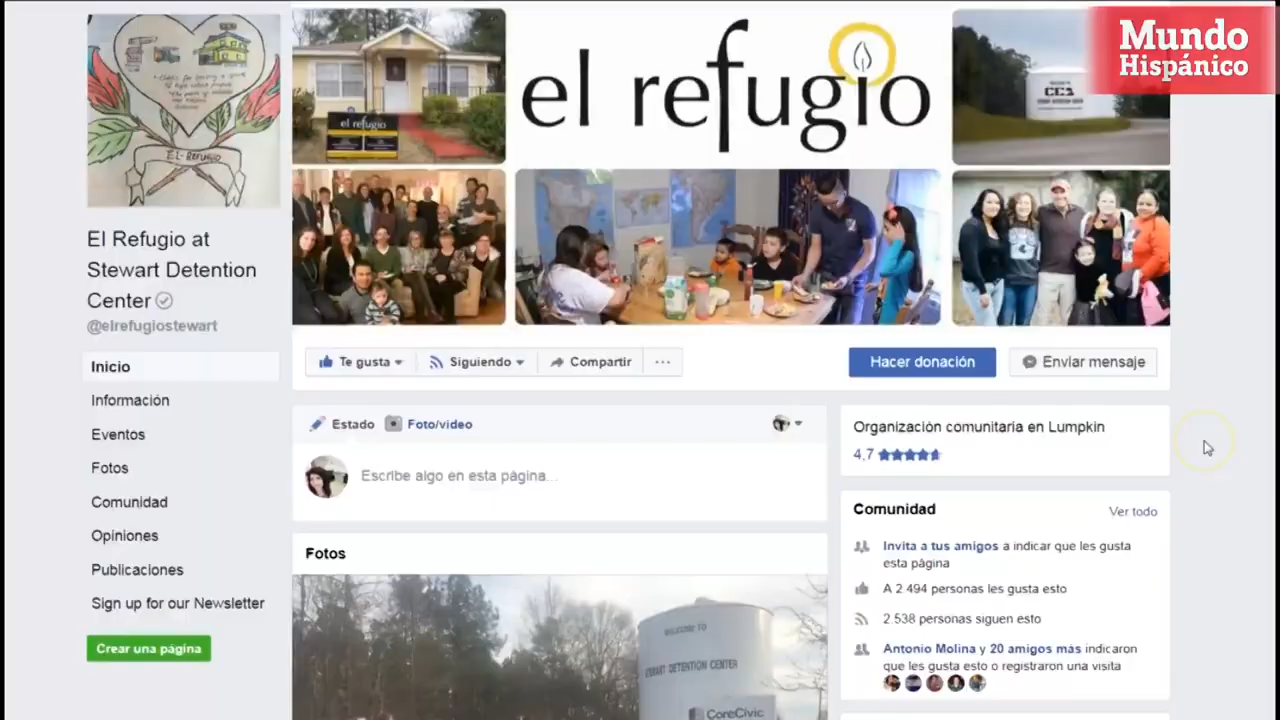 Mundo
Hispánico
el refugio
el refugio
CCA
EL REFUGIO
El Refugio at
Stewart Detention
Center
@elrefugiostewart
Inicio
Información
Eventos
Fotos
Comunidad
Opiniones
Publicaciones
Sign up for our Newsletter
Crear una página
Te gusta
Siguiendo
Compartir
Hacer donación
Enviar mensaje
Estado
Foto/video
Escribe algo en esta página...
Fotos
WELCOME TO
STEWART DETENTION CENTER
CoreCivic
Organización comunitaria en Lumpkin
4,7
Comunidad
Ver todo
Invita a tus amigos a indicar que les gusta
esta página
A 2 494 personas les gusta esto
2 538 personas siguen esto
Antonio Molina y 20 amigos más indicaron
que les gusta esto o registraron una visita